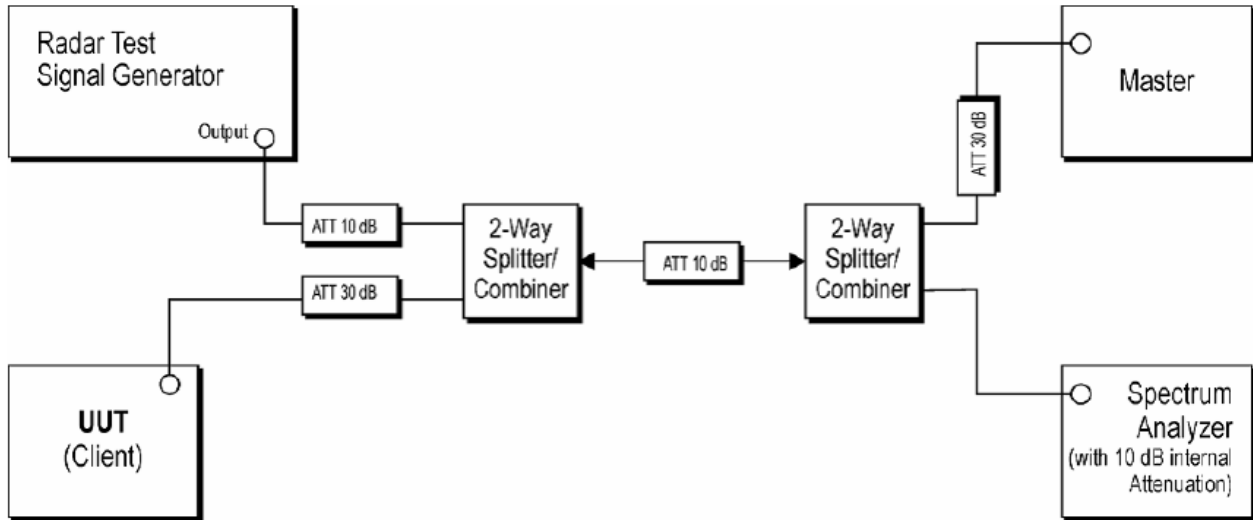 Radar Test
Signal Generator
Output
ATT 10 dB
ATT 30 dB
UUT
(Client)
2-Way
Splitter/
Combiner
ATT 10 dB
2-Way
Splitter/
Combiner
ATT 30 dB
Master
Spectrum
Analyzer
(with 10 dB internal
Attenuation)